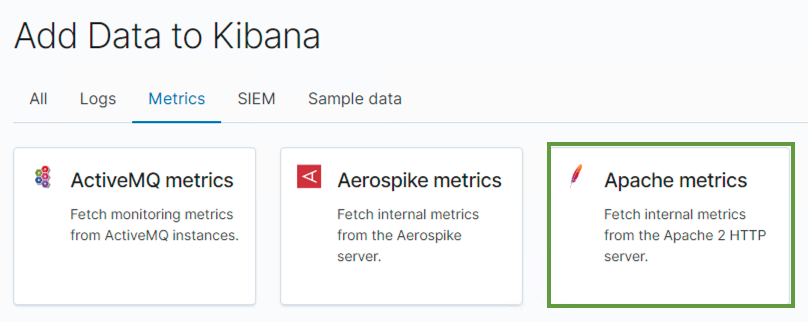 Add Data to Kibana
All Logs Metrics SIEM Sample data
ActiveMQ metrics
Fetch monitoring metrics
from ActiveMQ instances.
Aerospike metrics
Fetch internal metrics
from the Aerospike
server.
Apache metrics
Fetch internal metrics
from the Apache 2 HTTP
server.